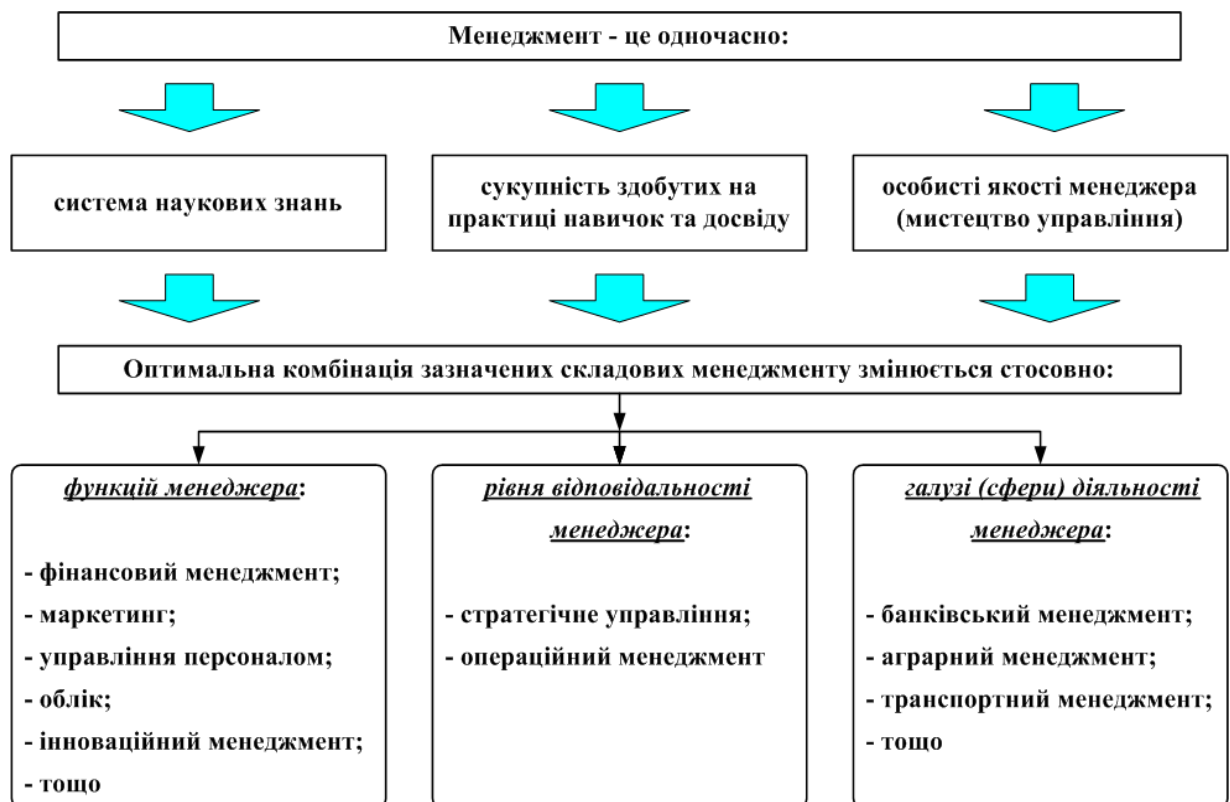 Менеджмент - це одночасно:
система наукових знань
сукупність здобутих на
практиці навичок та досвіду
особисті якості менеджера
(мистецтво управління)
Оптимальна комбінація зазначених складових менеджменту змінюється стосовно:
функцій менеджера:
- фінансовий менеджмент;
- маркетинг;
- управління персоналом;
- облік;
- інноваційний менеджмент;
- тощо
рівня відповідальності
менеджера:
- стратегічне управління;
- операційний менеджмент
галузі (сфери) діяльності
менеджера:
- банківський менеджмент;
- аграрний менеджмент;
- транспортний менеджмент;
- тощо